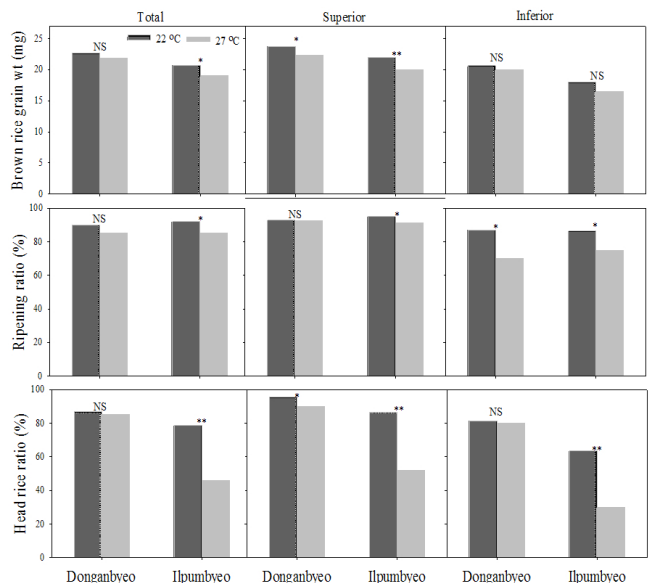 Total Superior Inferior
22 ºC 27 ºC
Brown rice grain wt (mg)
25
20
15
10
5
0
NS * * ** NS NS
Ripening ratio (%)
100
80
60
40
20
0
NS * NS * * *
Head rice ratio (%)
100
80
60
40
20
0
NS ** * ** NS **
Donganbyeo Ilpumbyeo Donganbyeo Ilpumbyeo Donganbyeo Ilpumbyeo